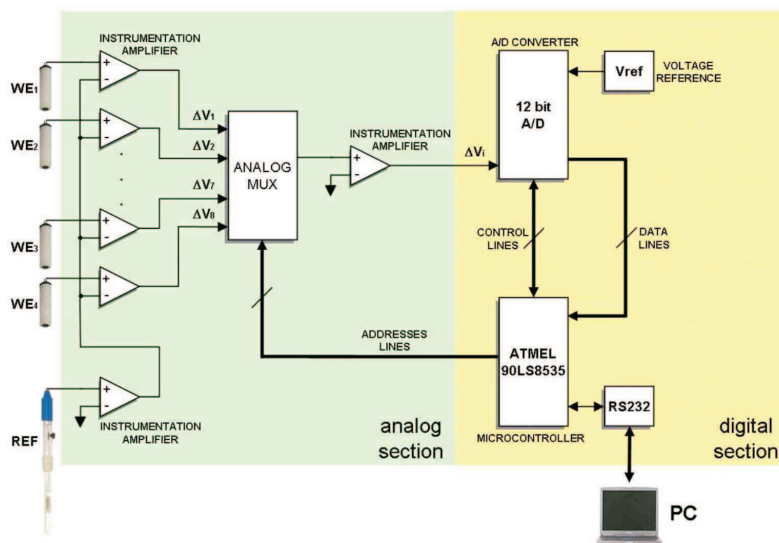 INSTRUMENTATION
AMPLIFIER
WE1
ΔV1
WE2
ΔV2
ANALOG
MUX
INSTRUMENTATION
AMPLIFIER
ΔVi
A/D CONVERTER
12 bit
A/D
Vref
VOLTAGE
REFERENCE
ΔV7
WE3
ΔV8
WE4
CONTROL
LINES
DATA
LINES
ADDRESSES
LINES
ATMEL
90LS8535
RS232
REF
INSTRUMENTATION
AMPLIFIER
analog
section
MICROCONTROLLER
digital
section
PC